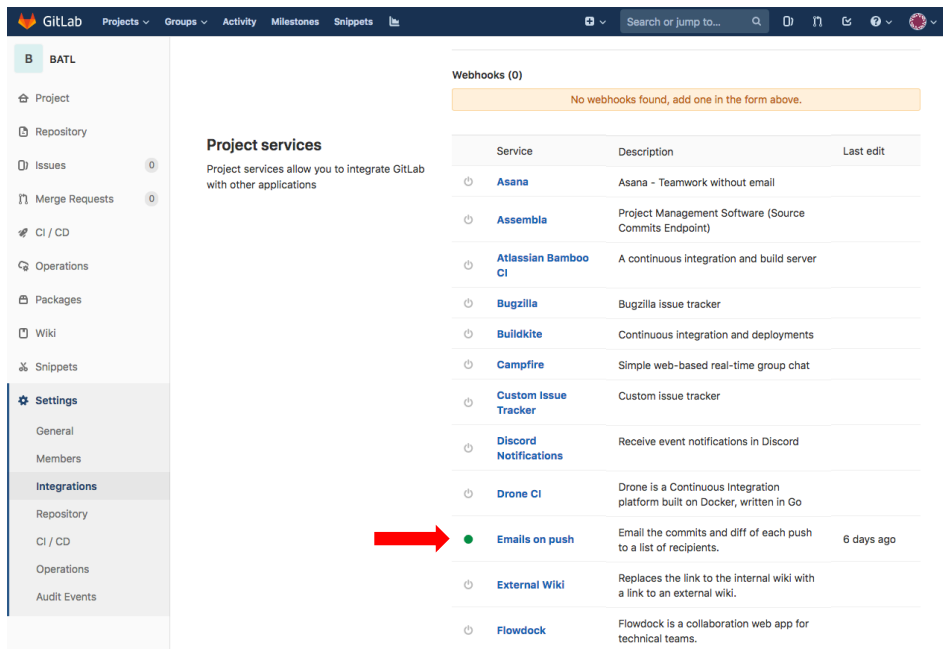 GitLab Projects Groups Activity Milestones Snippets Search or jump to...
B BATL
Project
Repository
Issues 0
Merge Requests 0
CI / CD
Operations
Packages
Wiki
Snippets
Settings
General
Members
Integrations
Repository
CI / CD
Operations
Audit Events
Project services
Project services allow you to integrate GitLab
with other applications
Webhooks (0)
No webhooks found, add one in the form above.
Service Description Last edit
Asana Asana - Teamwork without email
Assembla Project Management Software (Source
Commits Endpoint)
Atlassian Bamboo A continuous integration and build server
CI
Bugzilla Bugzilla issue tracker
Buildkite Continuous integration and deployments
Campfire Simple web-based real-time group chat
Custom Issue Custom issue tracker
Tracker
Discord Receive event notifications in Discord
Notifications
Drone CI Drone is a Continuous Integration
platform built on Docker, written in Go
Emails on push Email the commits and diff of each push 6 days ago
to a list of recipients.
External Wiki Replaces the link to the internal wiki with
a link to an external wiki.
Flowdock Flowdock is a collaboration web app for
technical teams.